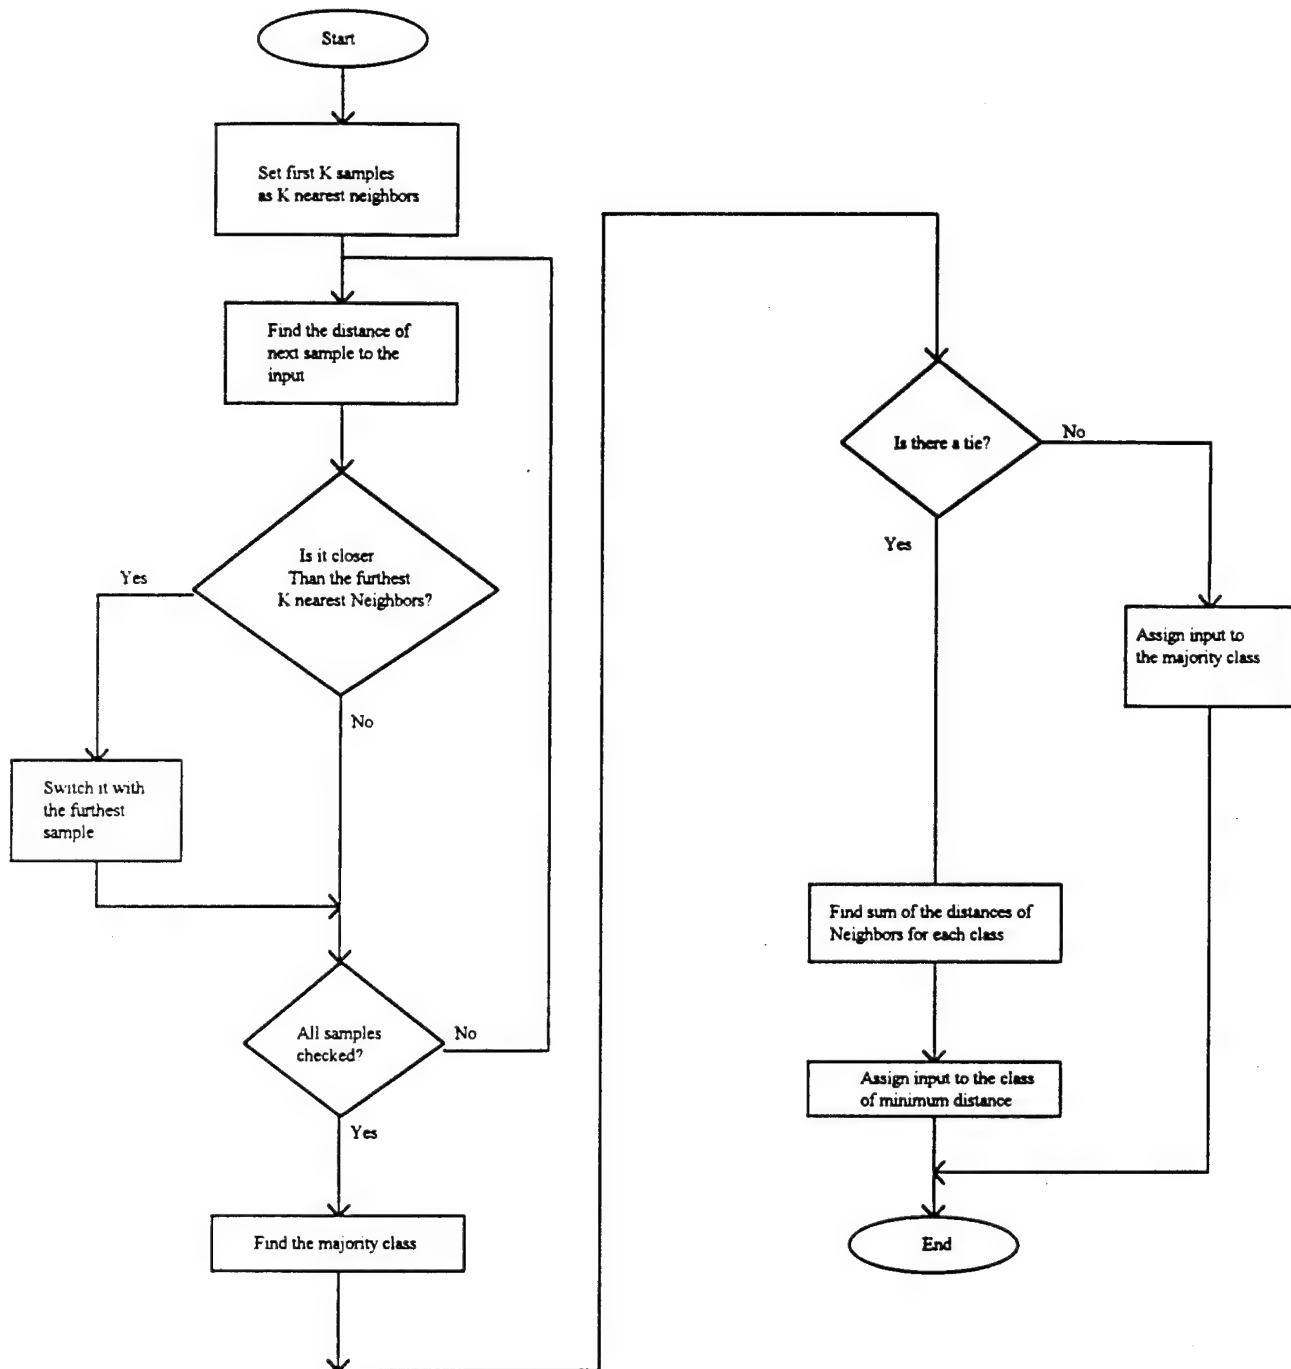 Start
Set first K samples
as K nearest neighbors
Find the distance of
next sample to the
input
Is it closer
Than the furthest
K nearest Neighbors?
Yes
No
Switch it with
the furthest
sample
All samples
checked?
No
Yes
Find the majority class
Is there a tie?
No
Yes
Assign input to
the majority class
Find sum of the distances of
Neighbors for each class
Assign input to the class
of minimum distance
End